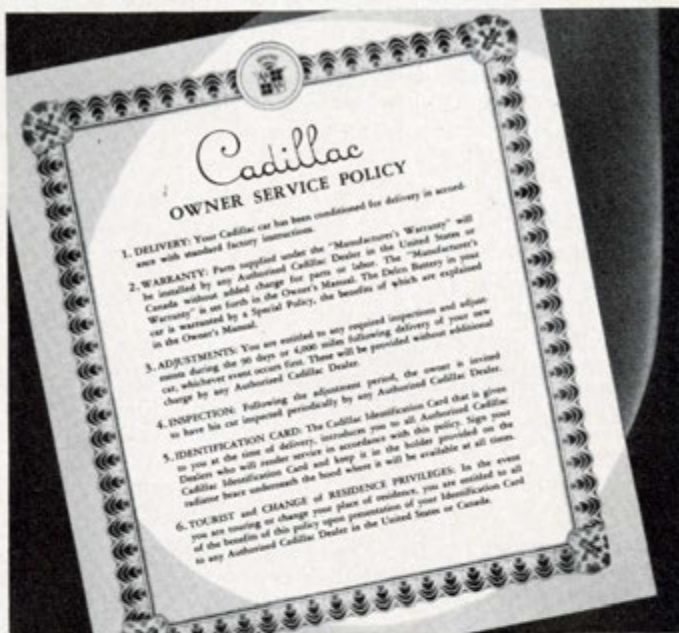 Cadillac
OWNER SERVICE POLICY
1. DELIVERY: Your Cadillac car has been conditioned for delivery in accord-
ance with standard factory instructions.
2. WARRANTY: Parts supplied under the "Manufacturer's Warranty" will
be installed by any Authorized Cadillac Dealer in the United States or
Canada without added charge for parts or labor. The "Manufacturer's
Warranty" is set forth in the Owner's Manual. The Delco Battery in your
car is warranted by a Special Policy, the benefits of which are explained
in the Owner's Manual.
3. ADJUSTMENTS: You are entitled to any required inspections and adjust-
ments during the 90 days or 4,000 miles following delivery of your new
car, whichever event occurs first. These will be provided without additional
charge by any Authorized Cadillac Dealer.
4. INSPECTION: Following the adjustment period, the owner is invited
to have his car inspected periodically by any Authorized Cadillac Dealer.
5. IDENTIFICATION CARD: The Cadillac Identification Card that is given
to you at the time of delivery, introduces you to all Authorized Cadillac
Dealers who will render service in accordance with this policy. Sign your
Cadillac Identification Card and keep it in the holder provided on the
radiator brace underneath the hood where it will be available at all times.
6. TOURIST and CHANGE of RESIDENCE PRIVILEGES: In the event
you are touring or change your place of residence, you are entitled to all
of the benefits of this policy upon presentation of your Identification Card
to any Authorized Cadillac Dealer in the United States or Canada.